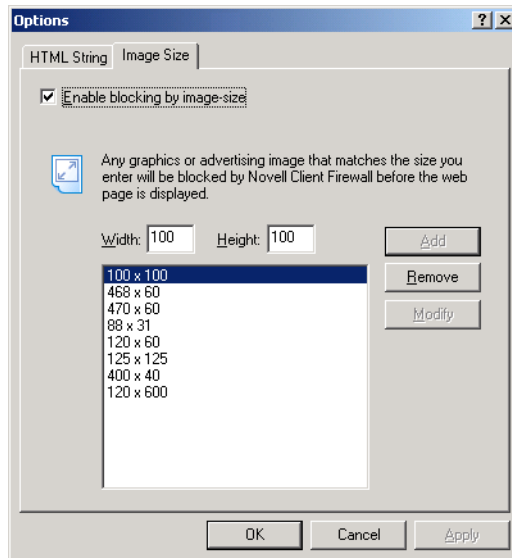 Options
HTML String
Image Size
Enable blocking by image-size
Any graphics or advertising image that matches the size you
enter will be blocked by Novell Client Firewall before the web
page is displayed.
Width: 100 Height: 100 Add
100 x 100
Remove
468 x 60
470 x 60
88 x 31
Modify
120 x 60
125 x 125
400 x 40
120 x 600
OK Cancel Apply